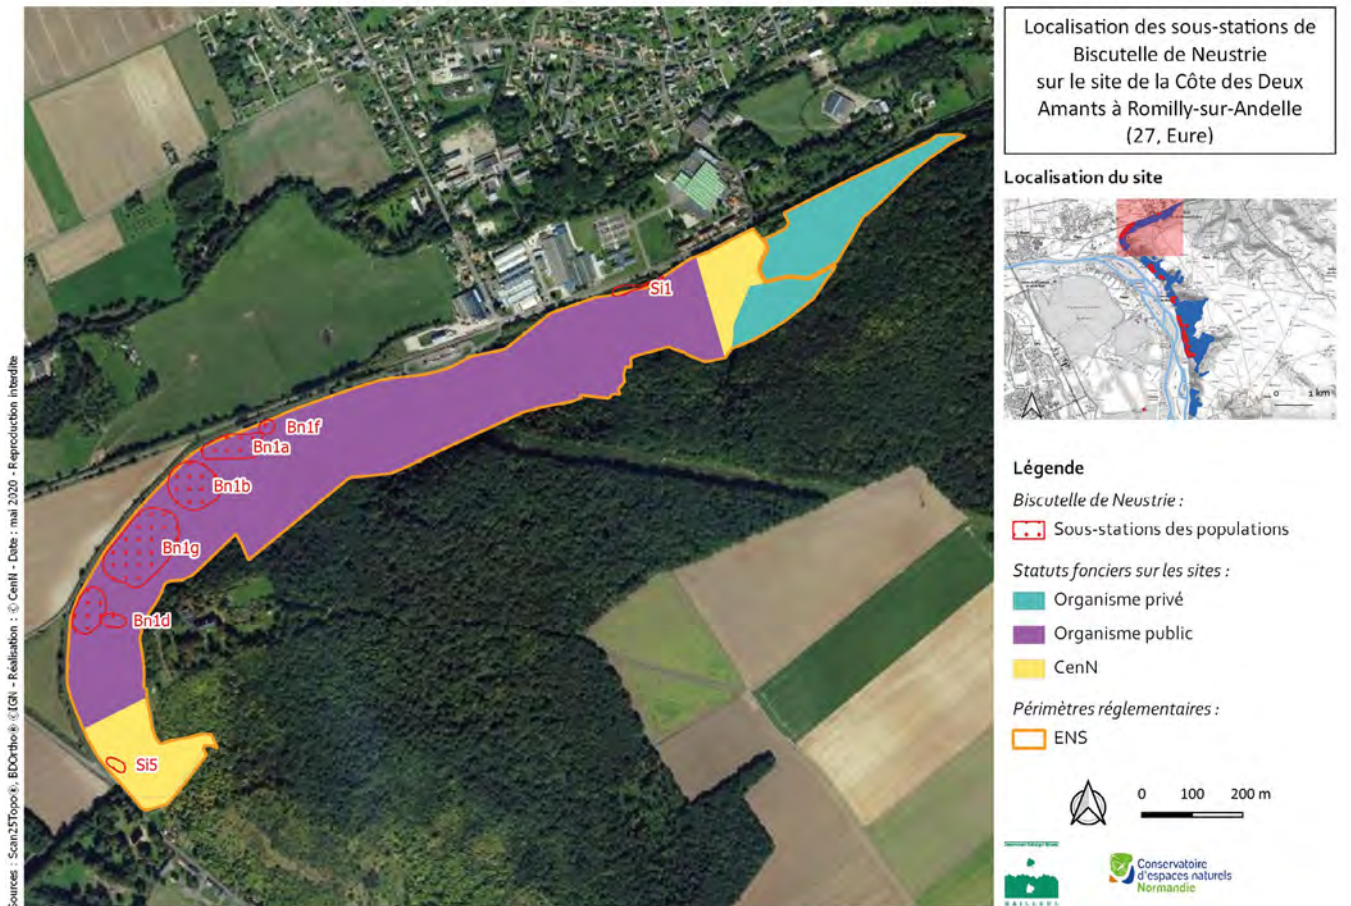 Localisation des sous-stations de
Biscutelle de Neustrie
sur le site de la Côte des Deux
Amants à Romilly-sur-Andelle
(27, Eure)
Localisation du site
0 1 km
Légende
Biscutelle de Neustrie :
Sous-stations des populations
Statuts fonciers sur les sites :
Organisme privé
Organisme public
CenN
Périmètres réglementaires :
ENS
0 100 200 m
BAILLEUL
Conservatoire
d'espaces naturels
Normandie
Si1
Bn1f
Bn1a
Bn1b
Bn1g
Bn1d
Si5
Sources : Scan25Topo®, BDOrtho® ©IGN - Réalisation : © CenN - Date : mai 2020 - Reproduction interdite